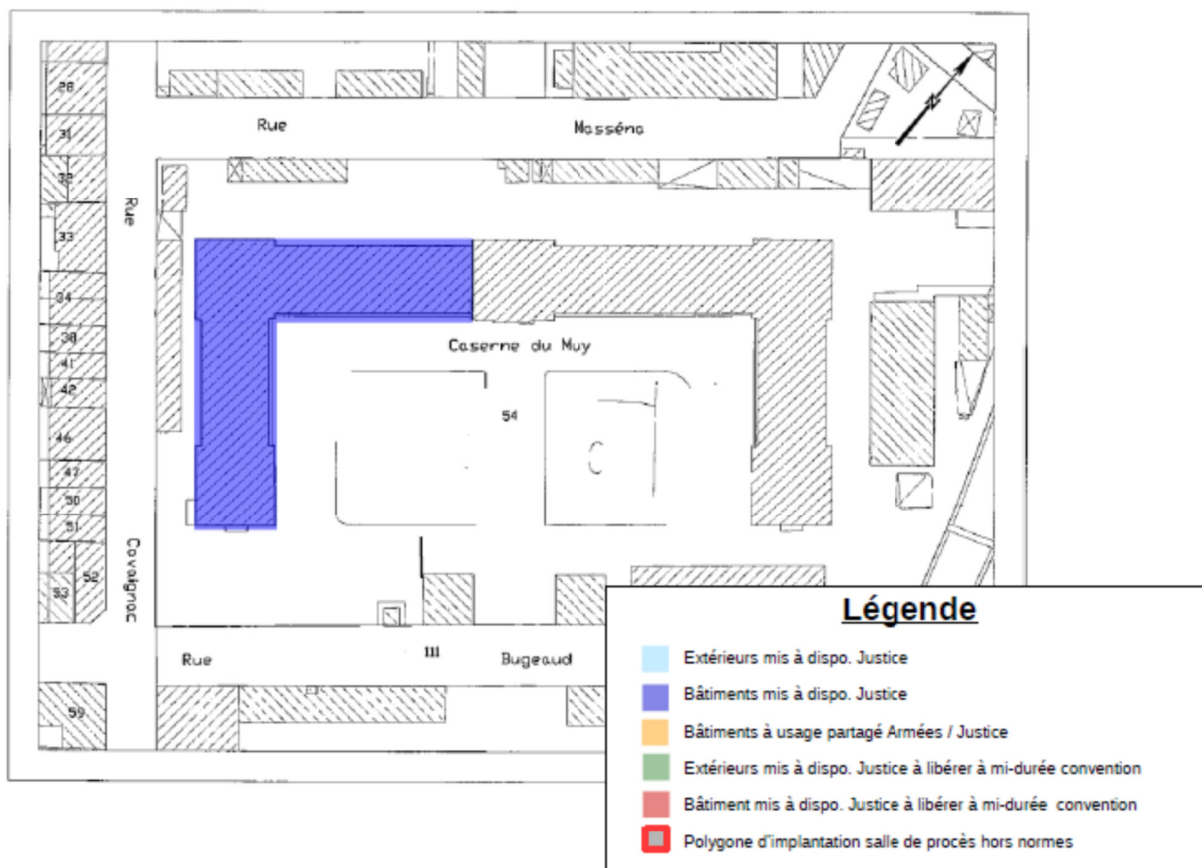 28
31
Rue
Masséna
32
Rue
33
34
38
41
Caserne du Muy
42
54
46
47
50
51
52
53
Cavaignac
Rue
111
Bugeaud
59
N
Légende
Extérieurs mis à dispo. Justice
Bâtiments mis à dispo. Justice
Bâtiments à usage partagé Armées / Justice
Extérieurs mis à dispo. Justice à libérer à mi-durée convention
Bâtiment mis à dispo. Justice à libérer à mi-durée convention
Polygone d'implantation salle de procès hors normes